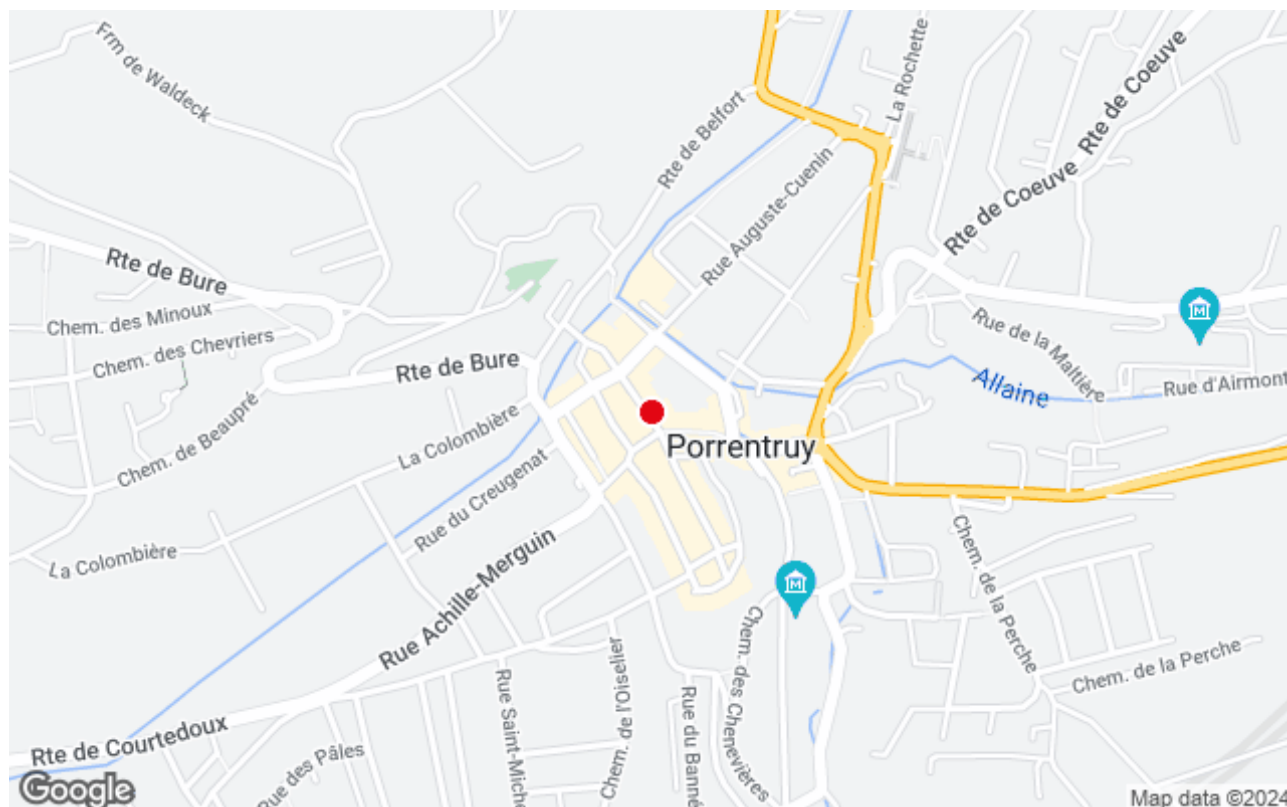 Frm de Waldeck
Rte de Belfort
La Rochette
Rte de Coeuve
Rte de Coeuve
Rte de Coeuve
Rue Auguste-Cuenin
Rte de Bure
Chem. des Minoux
Chem. des Chevriers
Rte de Bure
Rue de la Maltière
Allaine
Rue d'Airmont
Chem. de Beaupré
La Colombière
Porrentruy
Rue du Creugenat
La Colombière
Rue Achille-Merguin
Chem. de la Perche
Chem. de la Perche
Chem. des Chenevières
Chem. de l'Oiselier
Rue Saint-Miche
Rue du Banné
Rte de Courtedoux
Rue des Pâles
Google
Map data ©2024